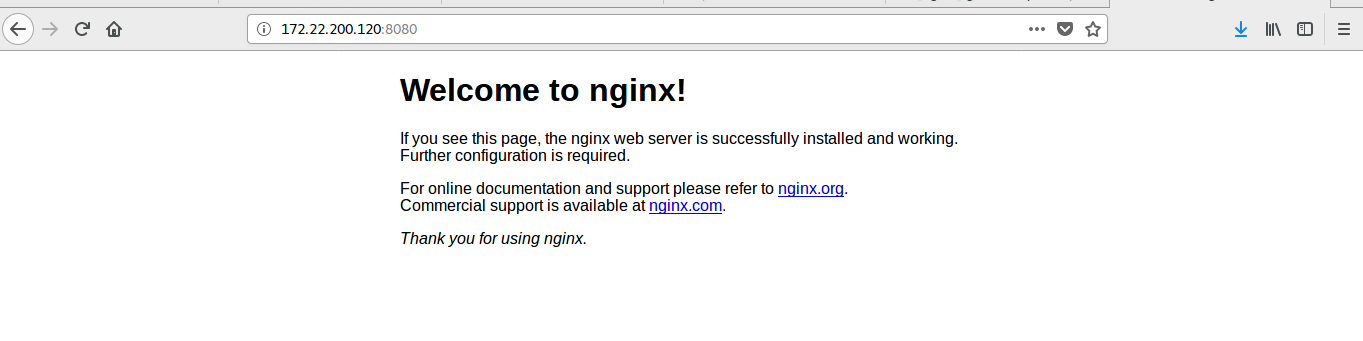 172.22.200.120:8080
Welcome to nginx!
If you see this page, the nginx web server is successfully installed and working.
Further configuration is required.
For online documentation and support please refer to nginx.org.
Commercial support is available at nginx.com.
Thank you for using nginx.